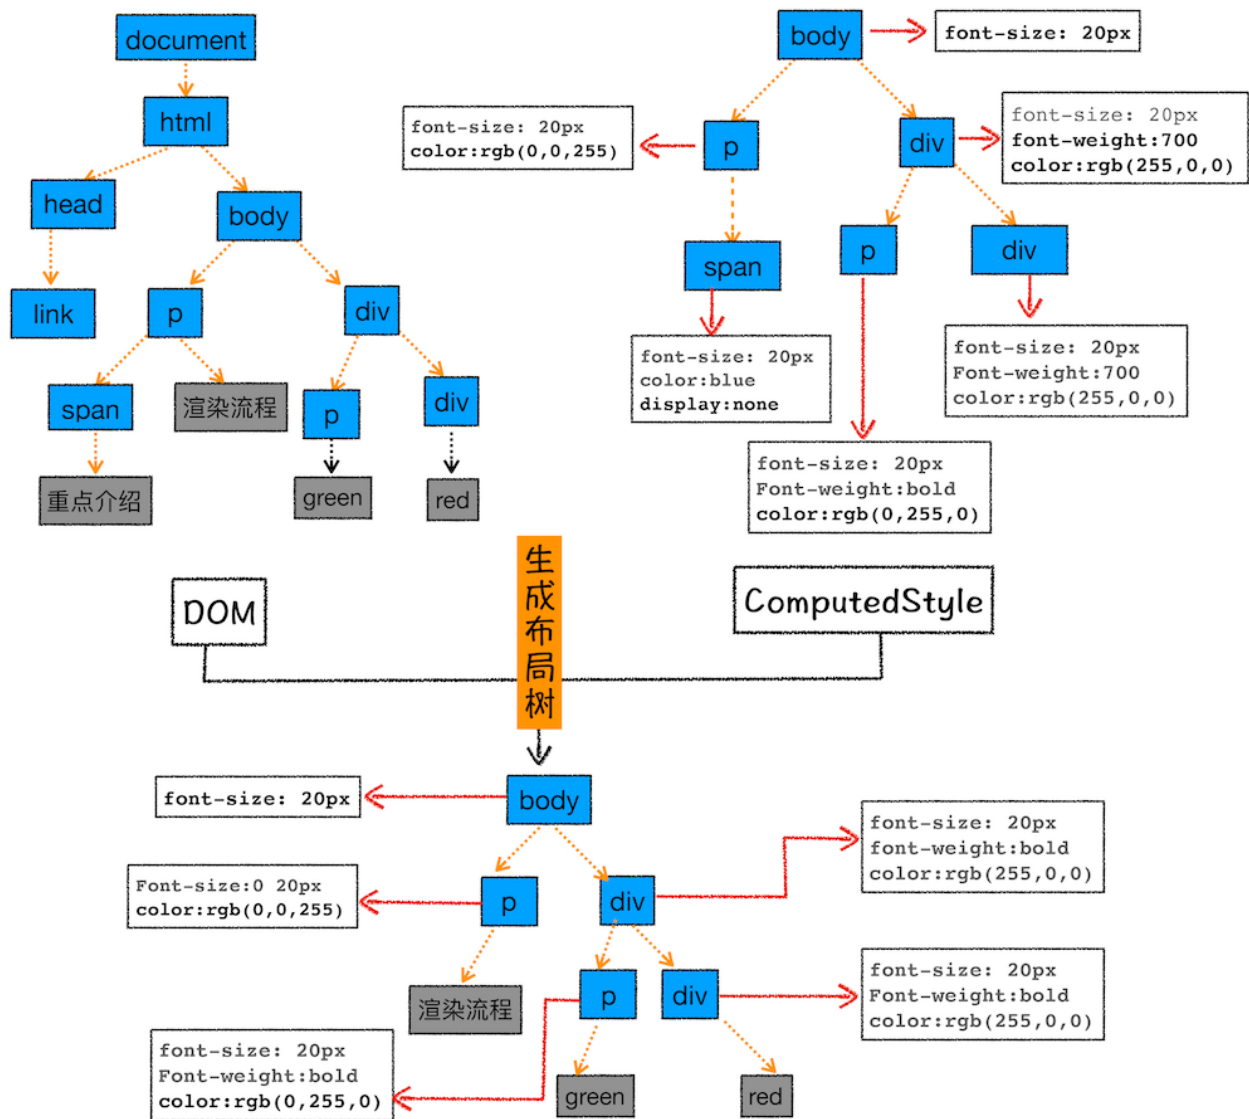 document
html
head
body
link
p
div
span
渲染流程
p
div
重点介绍
green
red
body
font-size: 20px
font-size: 20px
color:rgb(0,0,255)
p
div
font-size: 20px
font-weight:700
color:rgb(255,0,0)
span
p
div
font-size: 20px
color:blue
display:none
font-size: 20px
Font-weight:700
color:rgb(255,0,0)
font-size: 20px
Font-weight:bold
color:rgb(0,255,0)
DOM
生成布局树
ComputedStyle
font-size: 20px
body
font-size: 20px
font-weight:bold
color:rgb(255,0,0)
Font-size:0 20px
color:rgb(0,0,255)
p
div
渲染流程
p
div
font-size: 20px
Font-weight:bold
color:rgb(255,0,0)
font-size: 20px
Font-weight:bold
color:rgb(0,255,0)
green
red